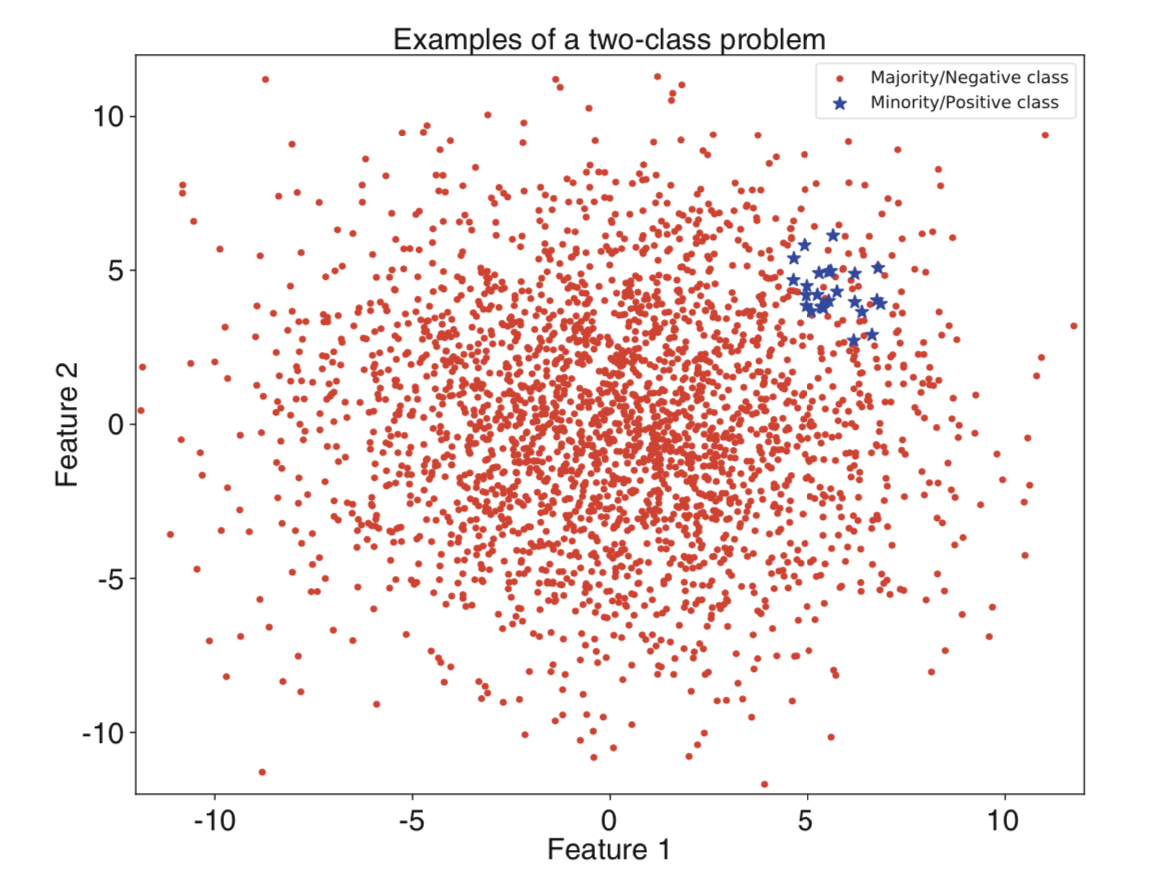 Examples of a two-class problem
Majority/Negative class
Minority/Positive class
10
5
0
-5
-10
Feature 2
-10
-5
0
5
10
Feature 1